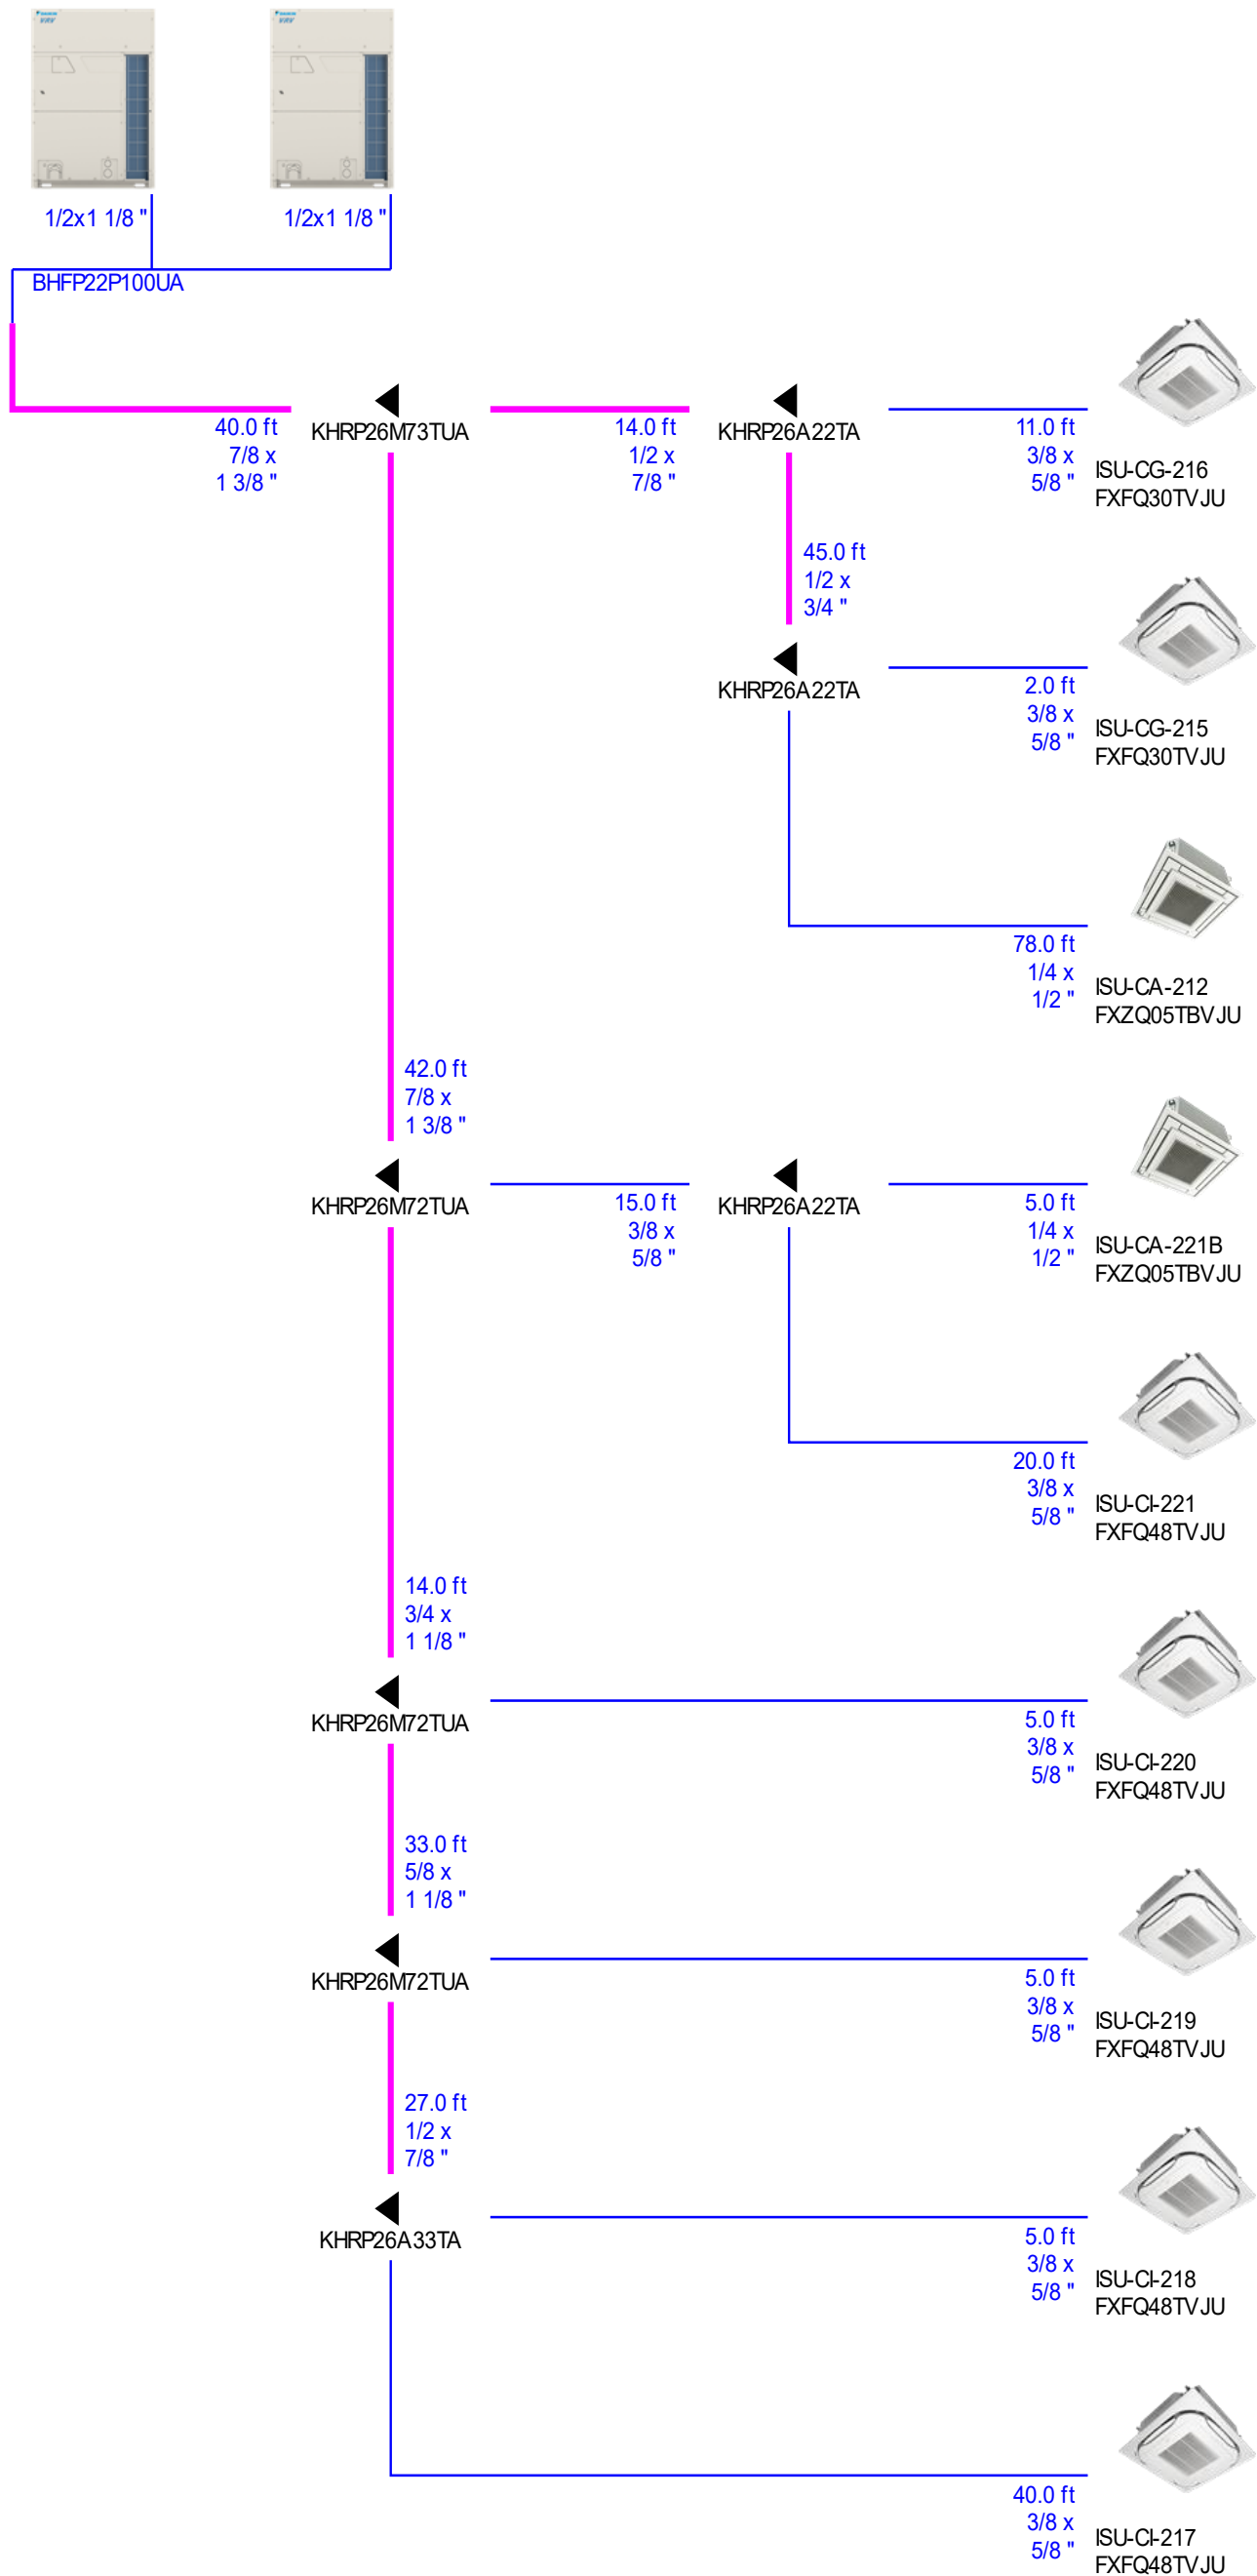 DAIKIN
VRV
DAIKIN
VRV
1/2x1 1/8 "
1/2x1 1/8 "
BHFP22P100UA
40.0 ft
7/8 x
1 3/8 "
KHRP26M73TUA
14.0 ft
1/2 x
7/8 "
KHRP26A22TA
11.0 ft
3/8 x
5/8 "
ISU-CG-216
FXFQ30TVJU
45.0 ft
1/2 x
3/4 "
KHRP26A22TA
2.0 ft
3/8 x
5/8 "
ISU-CG-215
FXFQ30TVJU
78.0 ft
1/4 x
1/2 "
ISU-CA-212
FXZQ05TBVJU
42.0 ft
7/8 x
1 3/8 "
KHRP26M72TUA
15.0 ft
3/8 x
5/8 "
KHRP26A22TA
5.0 ft
1/4 x
1/2 "
ISU-CA-221B
FXZQ05TBVJU
20.0 ft
3/8 x
5/8 "
ISU-CI-221
FXFQ48TVJU
14.0 ft
3/4 x
1 1/8 "
KHRP26M72TUA
5.0 ft
3/8 x
5/8 "
ISU-CI-220
FXFQ48TVJU
33.0 ft
5/8 x
1 1/8 "
KHRP26M72TUA
5.0 ft
3/8 x
5/8 "
ISU-CI-219
FXFQ48TVJU
27.0 ft
1/2 x
7/8 "
KHRP26A33TA
5.0 ft
3/8 x
5/8 "
ISU-CI-218
FXFQ48TVJU
40.0 ft
3/8 x
5/8 "
ISU-CI-217
FXFQ48TVJU